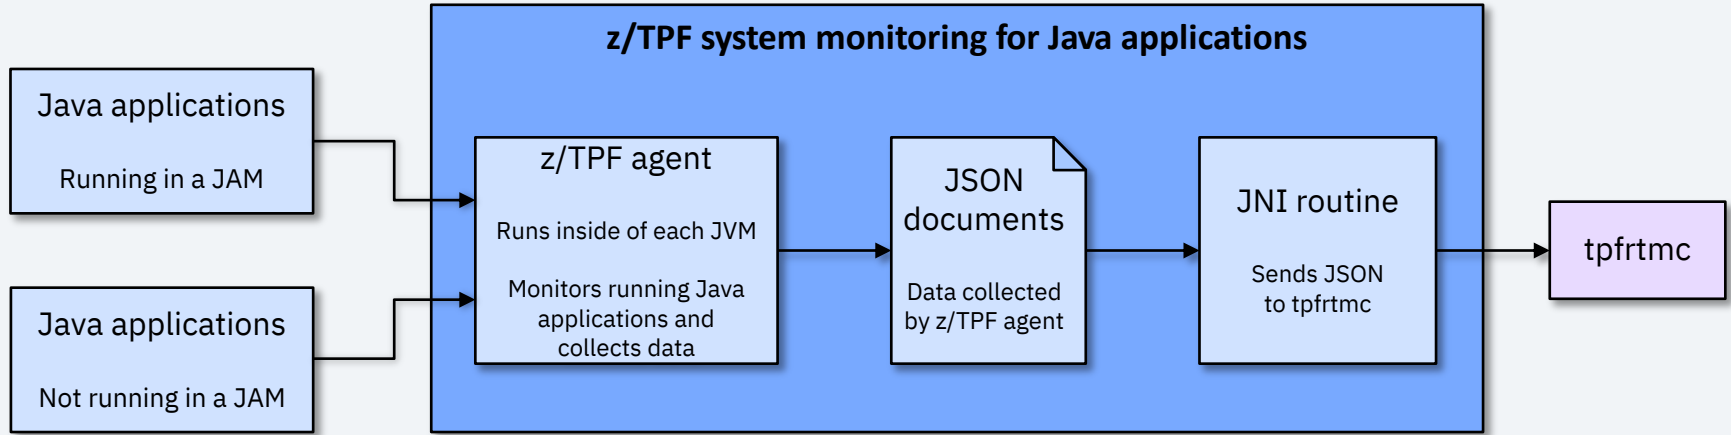 z/TPF system monitoring for Java applications
Java applications
Running in a JAM
Java applications
Not running in a JAM
z/TPF agent
Runs inside of each JVM
Monitors running Java
applications and
collects data
JSON
documents
Data collected
by z/TPF agent
JNI routine
Sends JSON
to tpfrtmc
tpfrtmc